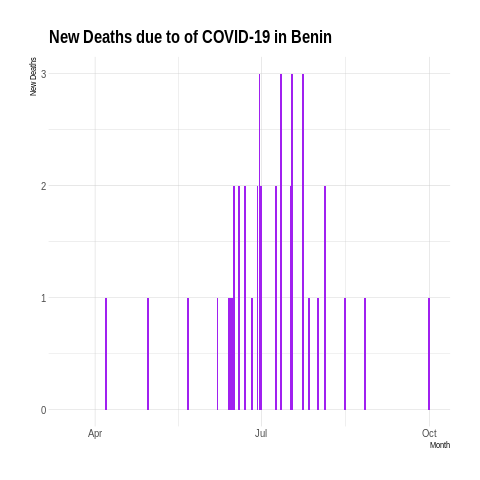 New Deaths due to of COVID-19 in Benin
New Deaths
3
2
1
0
Apr Jul Oct
Month